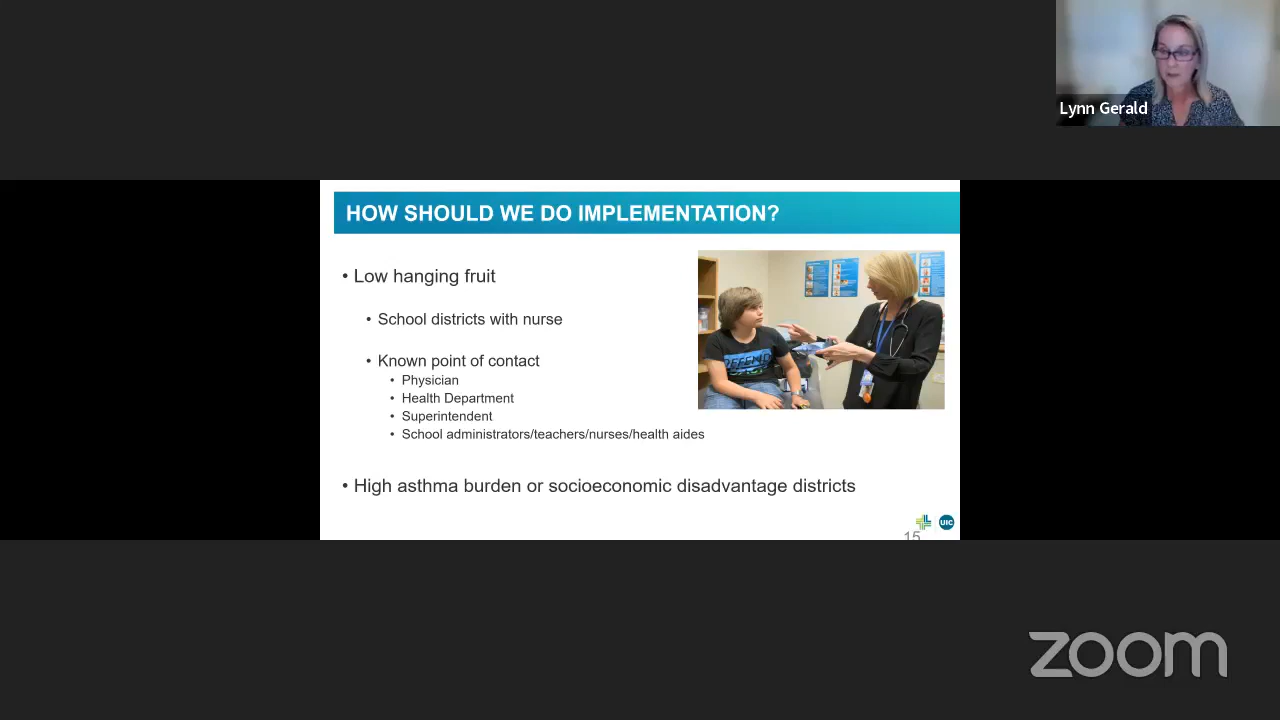 Lynn Gerald
HOW SHOULD WE DO IMPLEMENTATION?
• Low hanging fruit
• School districts with nurse
• Known point of contact
• Physician
• Health Department
• Superintendent
• School administrators/teachers/nurses/health aides
• High asthma burden or socioeconomic disadvantage districts
UIC
15
zoom